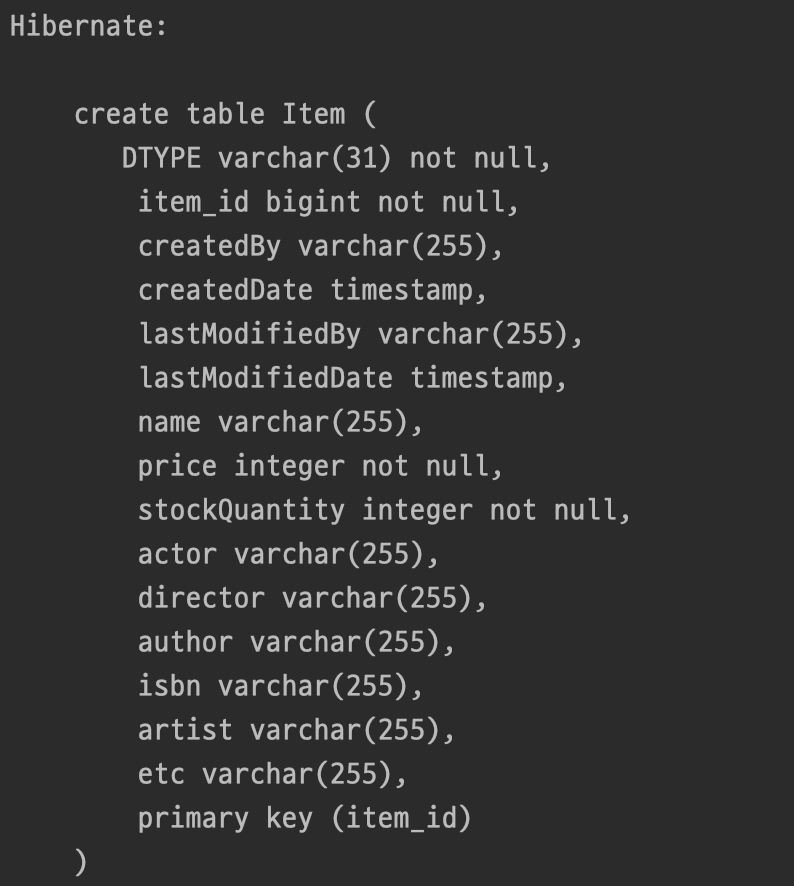 Hibernate:
create table Item (
DTYPE varchar(31) not null,
item_id bigint not null,
createdBy varchar(255),
createdDate timestamp,
lastModifiedBy varchar(255),
lastModifiedDate timestamp,
name varchar(255),
price integer not null,
stockQuantity integer not null,
actor varchar(255),
director varchar(255),
author varchar(255),
isbn varchar(255),
artist varchar(255),
etc varchar(255),
primary key (item_id)
)